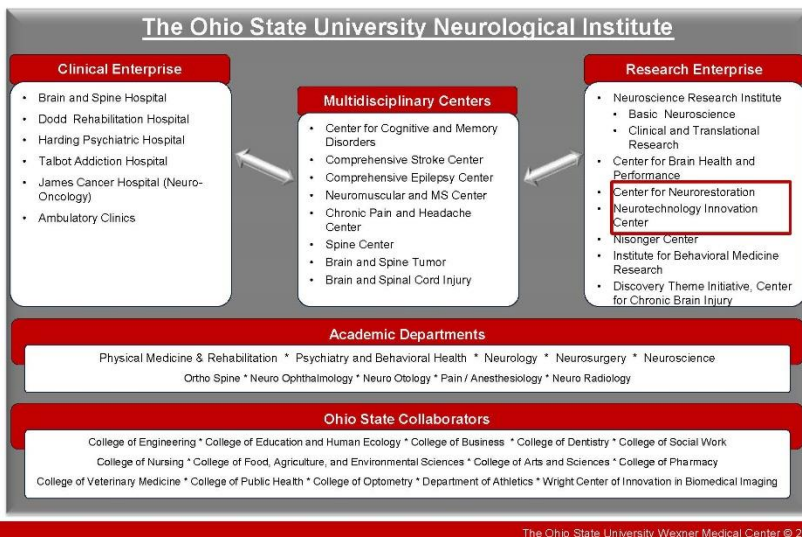 The Ohio State University Neurological Institute
Clinical Enterprise
• Brain and Spine Hospital
• Dodd Rehabilitation Hospital
• Harding Psychiatric Hospital
• Talbot Addiction Hospital
• James Cancer Hospital (Neuro-
Oncology)
• Ambulatory Clinics
Multidisciplinary Centers
• Center for Cognitive and Memory
Disorders
• Comprehensive Stroke Center
• Comprehensive Epilepsy Center
• Neuromuscular and MS Center
• Chronic Pain and Headache
Center
• Spine Center
• Brain and Spine Tumor
• Brain and Spinal Cord Injury
Research Enterprise
• Neuroscience Research Institute
• Basic Neuroscience
• Clinical and Translational
Research
• Center for Brain Health and
Performance
• Center for Neurorestoration
• Neurotechnology Innovation
Center
• Nisonger Center
• Institute for Behavioral Medicine
Research
• Discovery Theme Initiative, Center
for Chronic Brain Injury
Academic Departments
Physical Medicine & Rehabilitation * Psychiatry and Behavioral Health * Neurology * Neurosurgery * Neuroscience
Ortho Spine * Neuro Ophthalmology * Neuro Otology * Pain / Anesthesiology * Neuro Radiology
Ohio State Collaborators
College of Engineering * College of Education and Human Ecology * College of Business * College of Dentistry * College of Social Work
College of Nursing * College of Food, Agriculture, and Environmental Sciences * College of Arts and Sciences * College of Pharmacy
College of Veterinary Medicine * College of Public Health * College of Optometry * Department of Athletics * Wright Center of Innovation in Biomedical Imaging
The Ohio State University Wexner Medical Center © 2